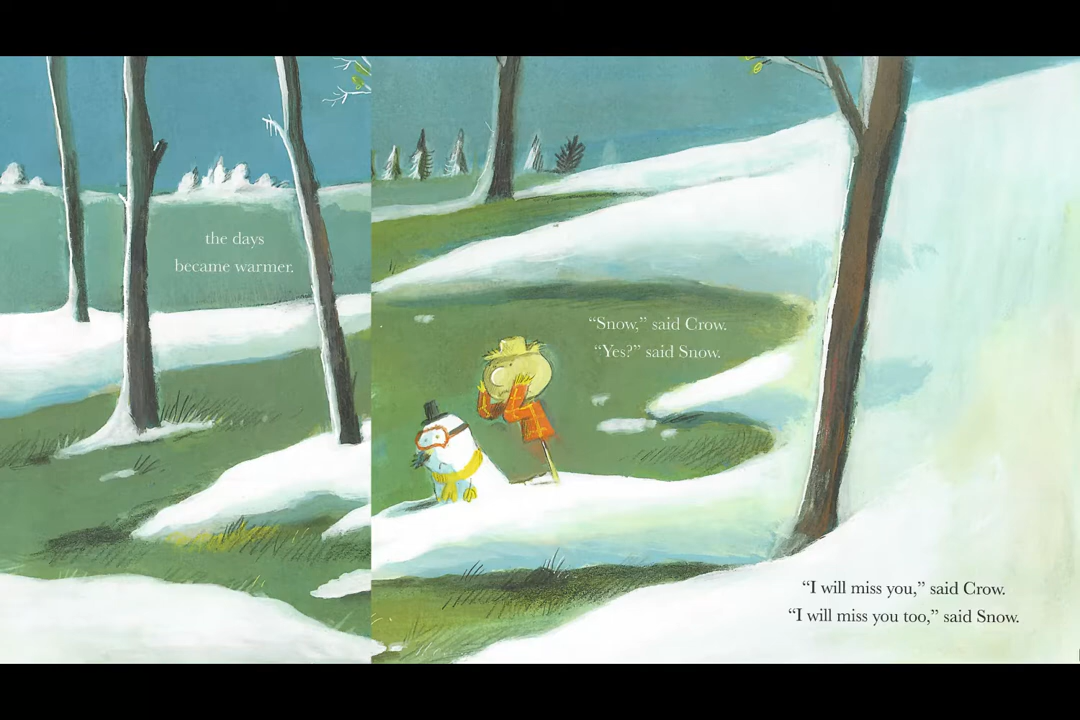 the days
became warmer.
“Snow,” said Crow.
“Yes?” said Snow.
“I will miss you,” said Crow.
“I will miss you too,” said Snow.